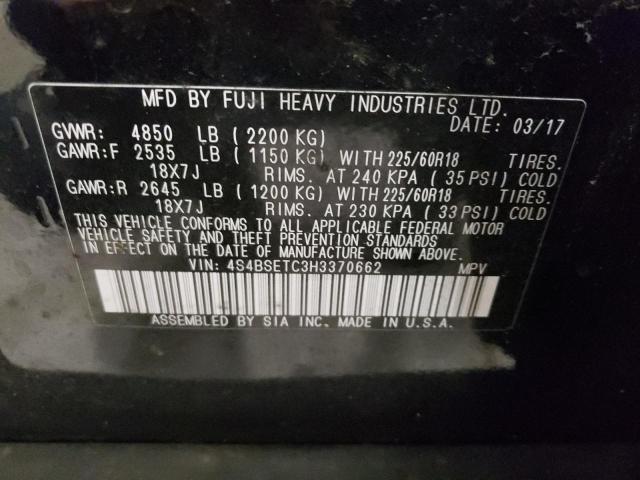 MFD BY FUJI HEAVY INDUSTRIES LTD.
DATE: 03/17
GVWR: 4850 LB ( 2200 KG)
GAWR:F 2535 LB ( 1150 KG) WITH 225/60R18 TIRES.
18X7J RIMS. AT 240 KPA ( 35 PSI) COLD
GAWR:R 2645 LB ( 1200 KG) WITH 225/60R18 TIRES.
18X7J RIMS. AT 230 KPA ( 33 PSI) COLD
THIS VEHICLE CONFORMS TO ALL APPLICABLE FEDERAL MOTOR
VEHICLE SAFETY AND THEFT PREVENTION STANDARDS
IN EFFECT ON THE DATE OF MANUFACTURE SHOWN ABOVE.
VIN: 4S4BSETC3H3370662 MPV
ASSEMBLED BY SIA INC. MADE IN U.S.A.